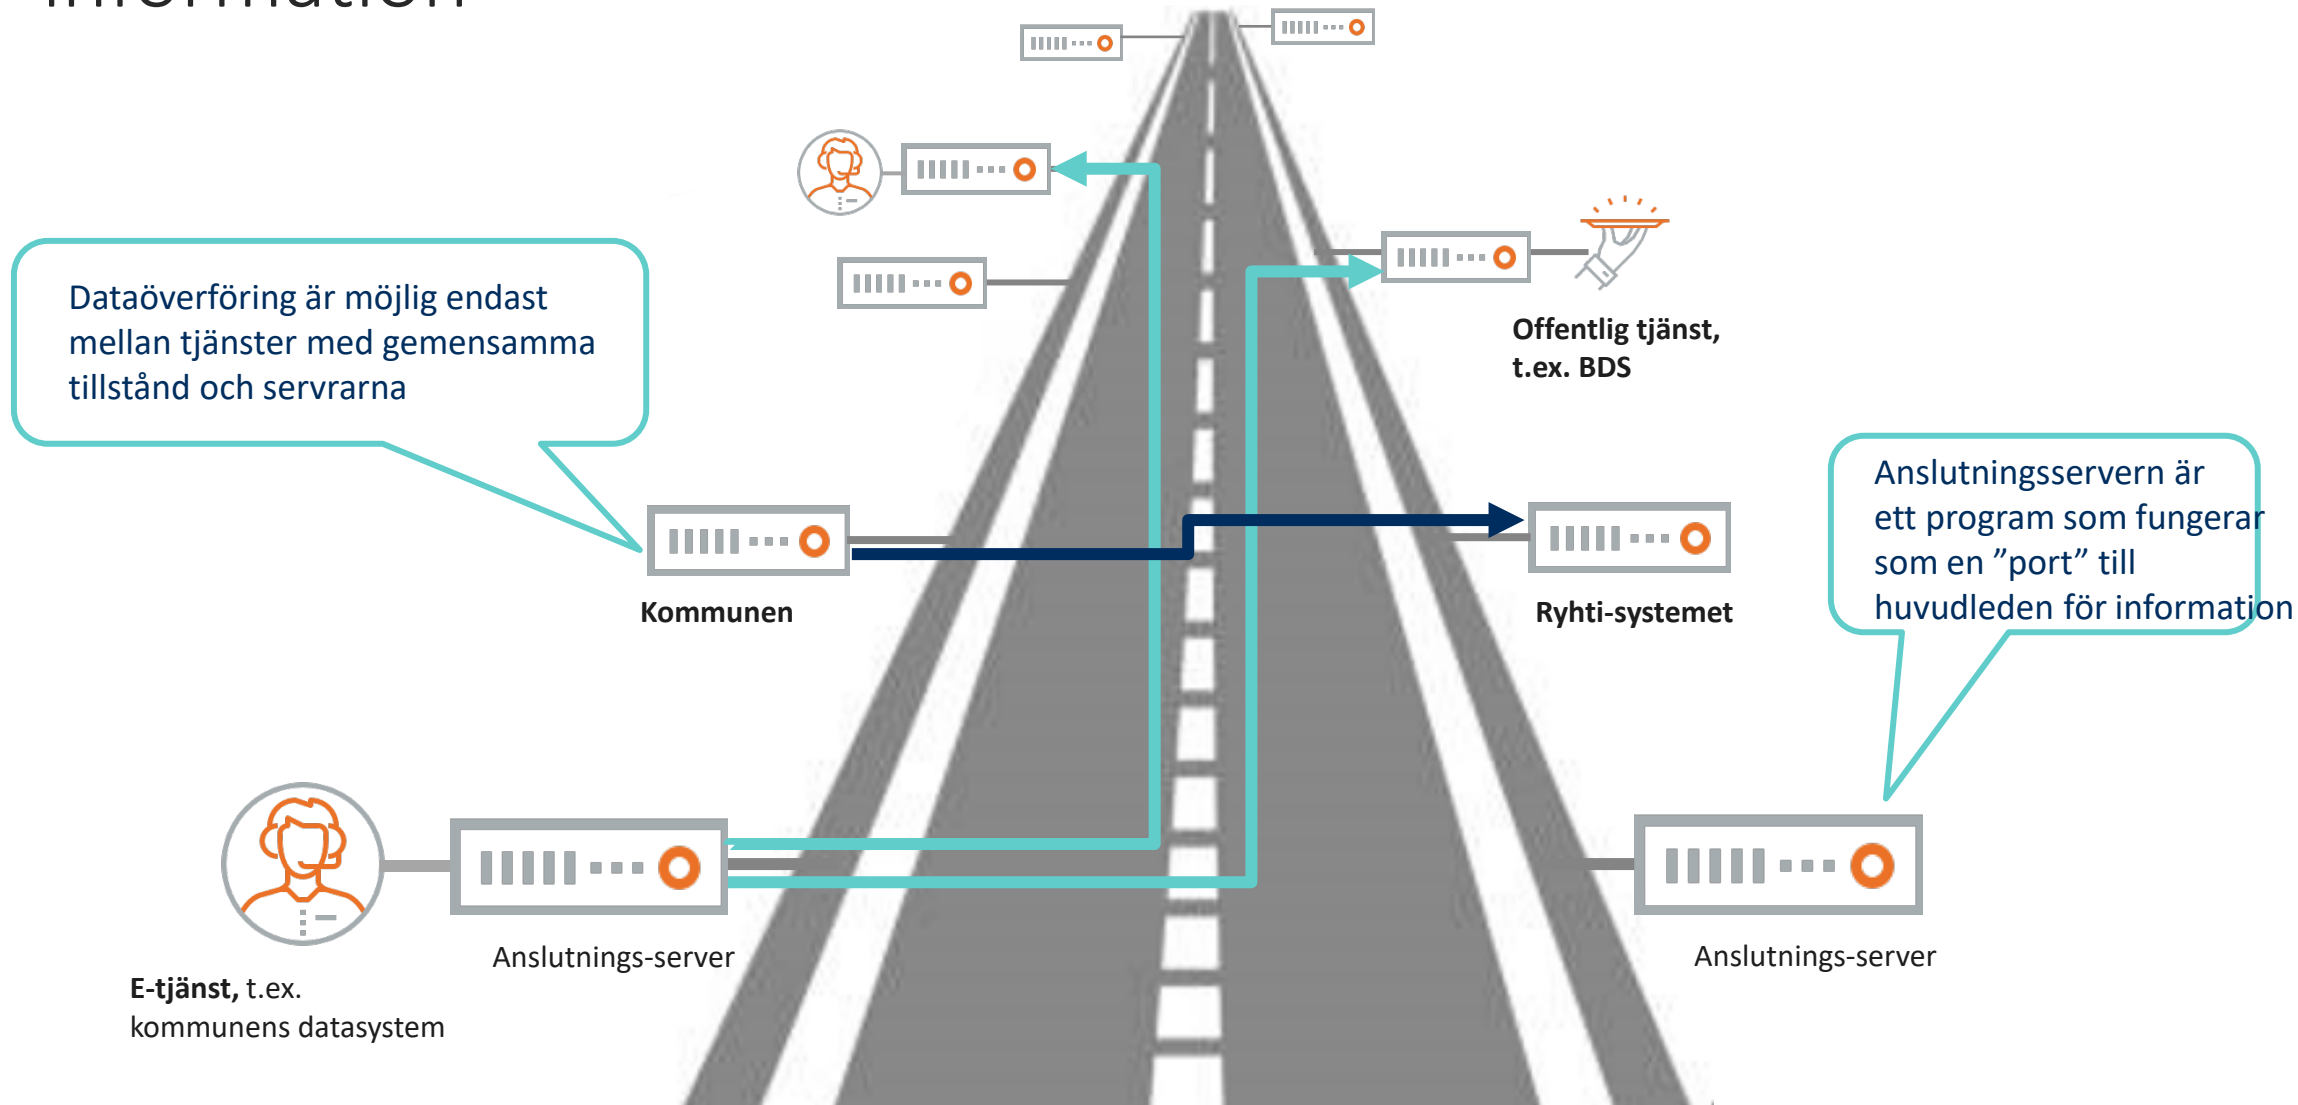 information
Dataöverföring är möjlig endast
mellan tjänster med gemensamma
tillstånd och servrarna
Offentlig tjänst,
t.ex. BDS
Anslutningsservern är
ett program som fungerar
som en ”port” till
huvudleden för information
Kommunen
Ryhti-systemet
Anslutnings-server
Anslutnings-server
E-tjänst, t.ex.
kommunens datasystem